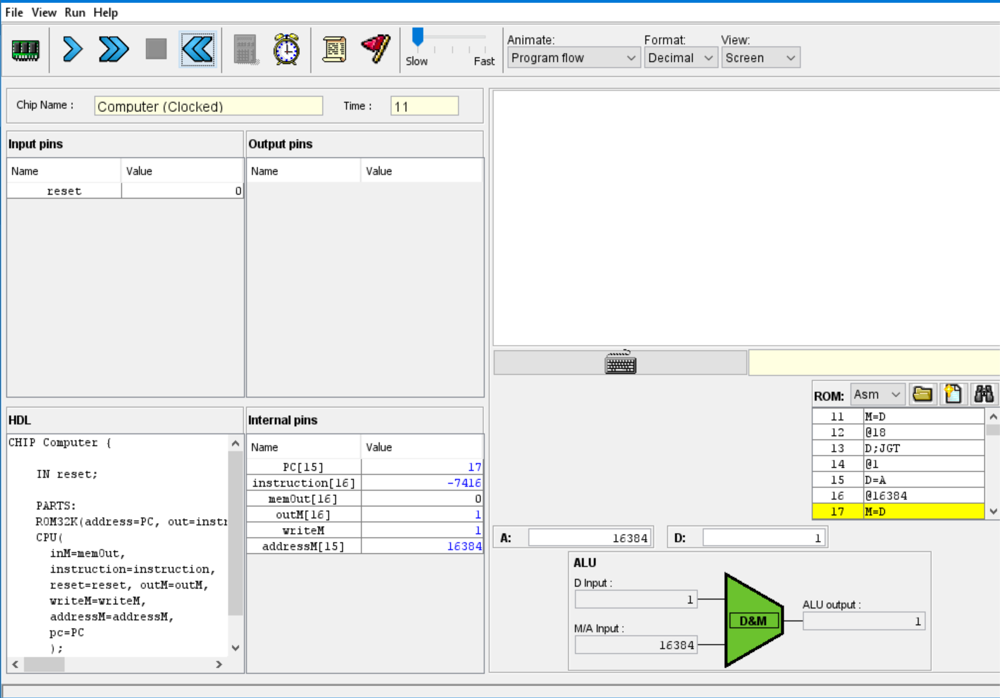 File View Run Help
Slow Fast
Animate:
Program flow
Format:
Decimal
View:
Screen
Chip Name :
Computer (Clocked)
Time :
11
Input pins
Name Value
reset 0
Output pins
Name Value
HDL
CHIP Computer {
IN reset;
PARTS:
ROM32K(address=PC, out=instr
CPU(
inM=memOut,
instruction=instruction,
reset=reset, outM=outM,
writeM=writeM,
addressM=addressM,
pc=PC
);
Internal pins
Name Value
PC[15] 17
instruction[16] -7416
memOut[16] 0
outM[16] 1
writeM 1
addressM[15] 16384
ROM: Asm
11 M=D
12 @18
13 D;JGT
14 @1
15 D=A
16 @16384
17 M=D
A: 16384
D: 1
ALU
D Input :
1
M/A Input :
16384
D&M
ALU output :
1